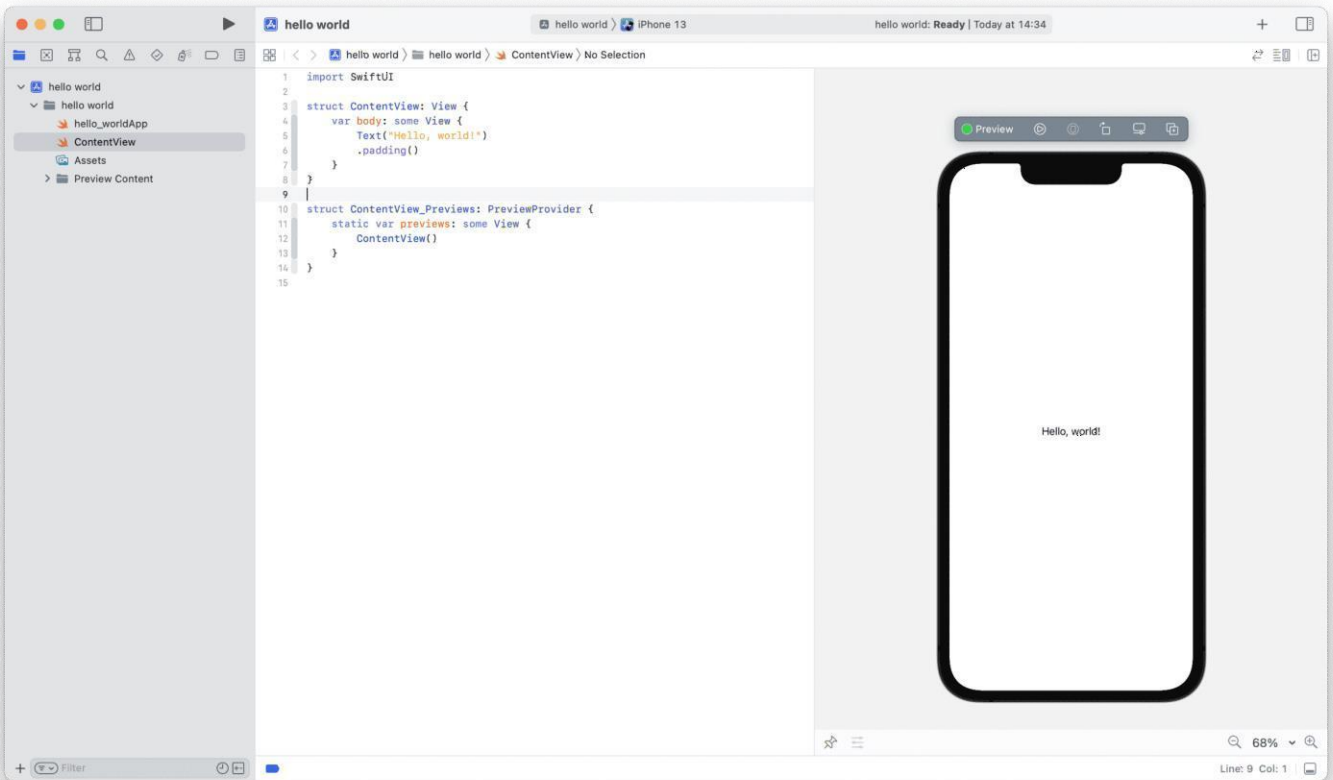 hello world
hello world 〉 iPhone 13
hello world: Ready | Today at 14:34
hello world 〉 hello world 〉 ContentView 〉 No Selection
hello world
hello world
hello_worldApp
ContentView
Assets
Preview Content
1 import SwiftUI
2
3 struct ContentView: View {
4     var body: some View {
5         Text("Hello, world!")
6         .padding()
7     }
8 }
9
10 struct ContentView_Previews: PreviewProvider {
11     static var previews: some View {
12         ContentView()
13     }
14 }
15
Preview
Hello, world!
68%
Filter
Line: 9 Col: 1